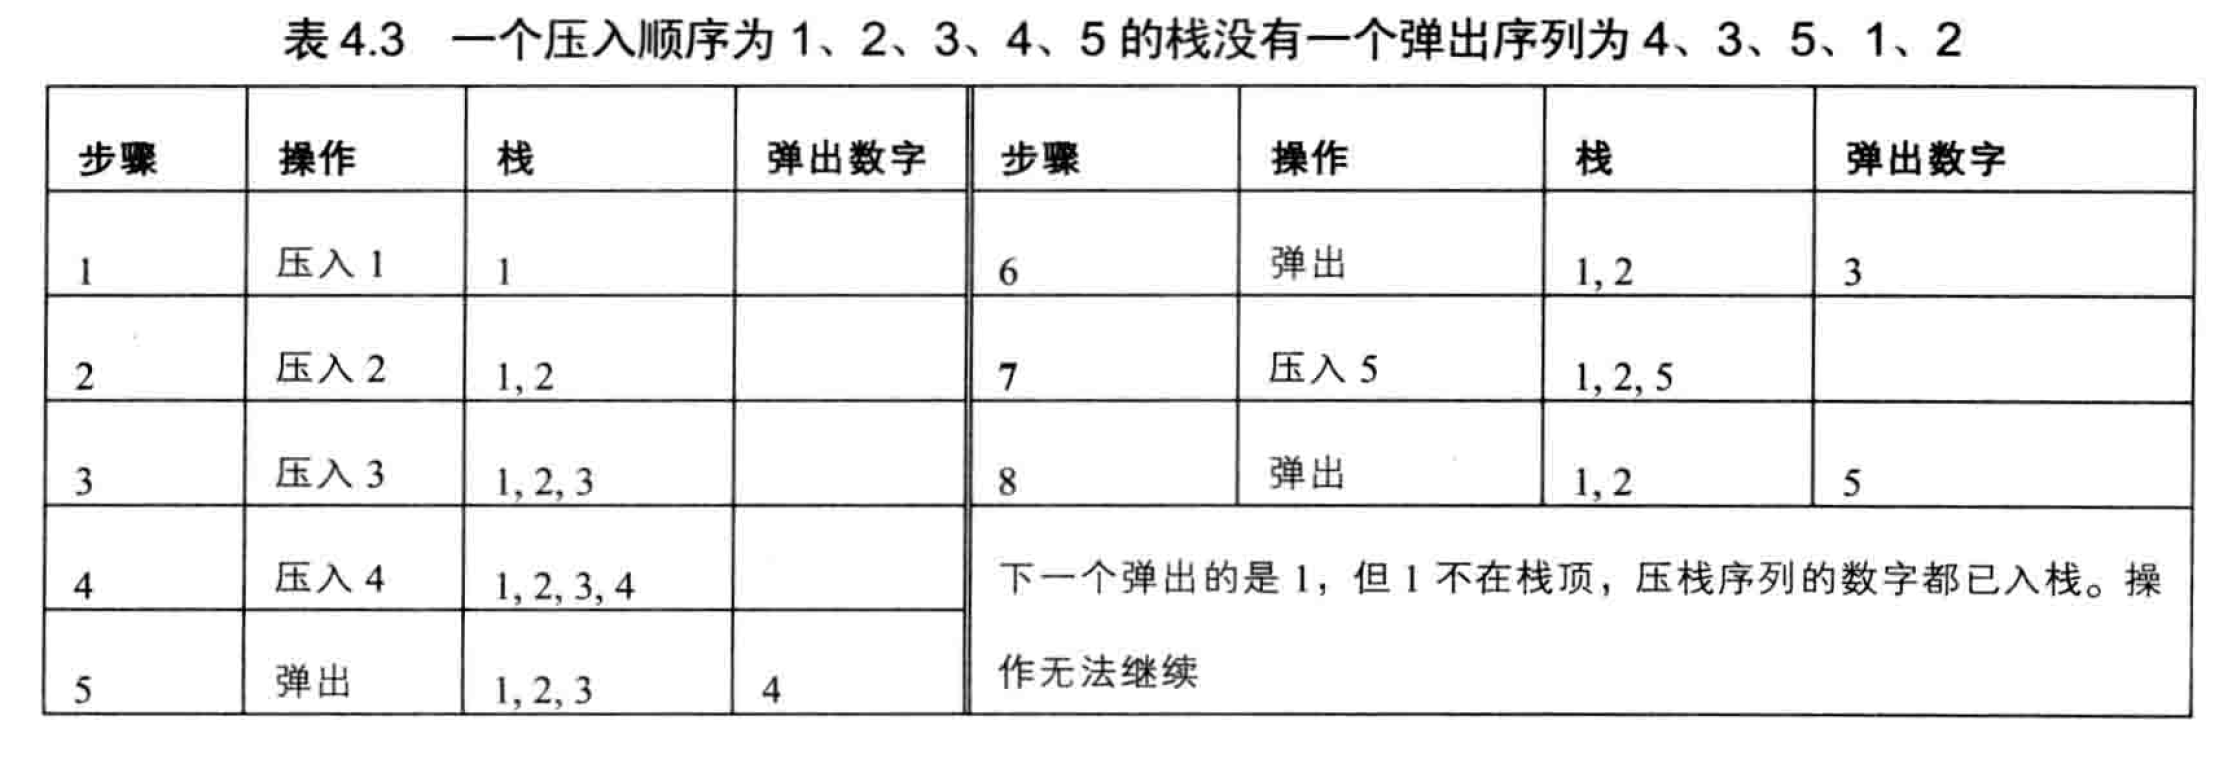 表 4.3 一个压入顺序为 1、2、3、4、5 的栈没有一个弹出序列为 4、3、5、1、2
步骤 操作 栈 弹出数字 步骤 操作 栈 弹出数字
1 压入 1 1 6 弹出 1, 2 3
2 压入 2 1, 2 7 压入 5 1, 2, 5
3 压入 3 1, 2, 3 8 弹出 1, 2 5
4 压入 4 1, 2, 3, 4 下一个弹出的是 1，但 1 不在栈顶，压栈序列的数字都已入栈。操
5 弹出 1, 2, 3 4 作无法继续